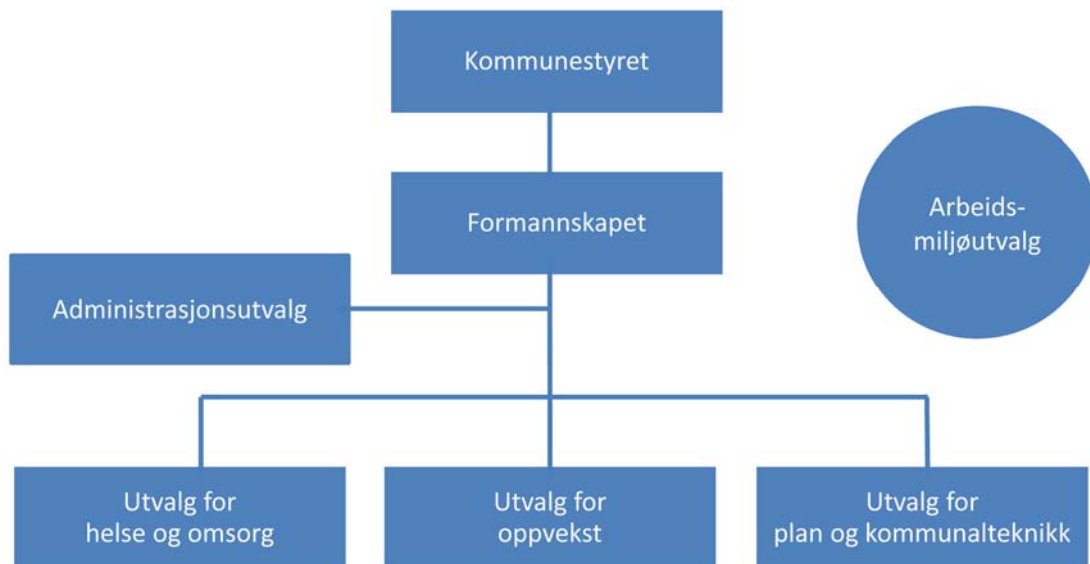 Kommunestyret
Formannskapet
Arbeids-
miljøutvalg
Administrasjonsutvalg
Utvalg for
helse og omsorg
Utvalg for
oppvekst
Utvalg for
plan og kommunalteknikk